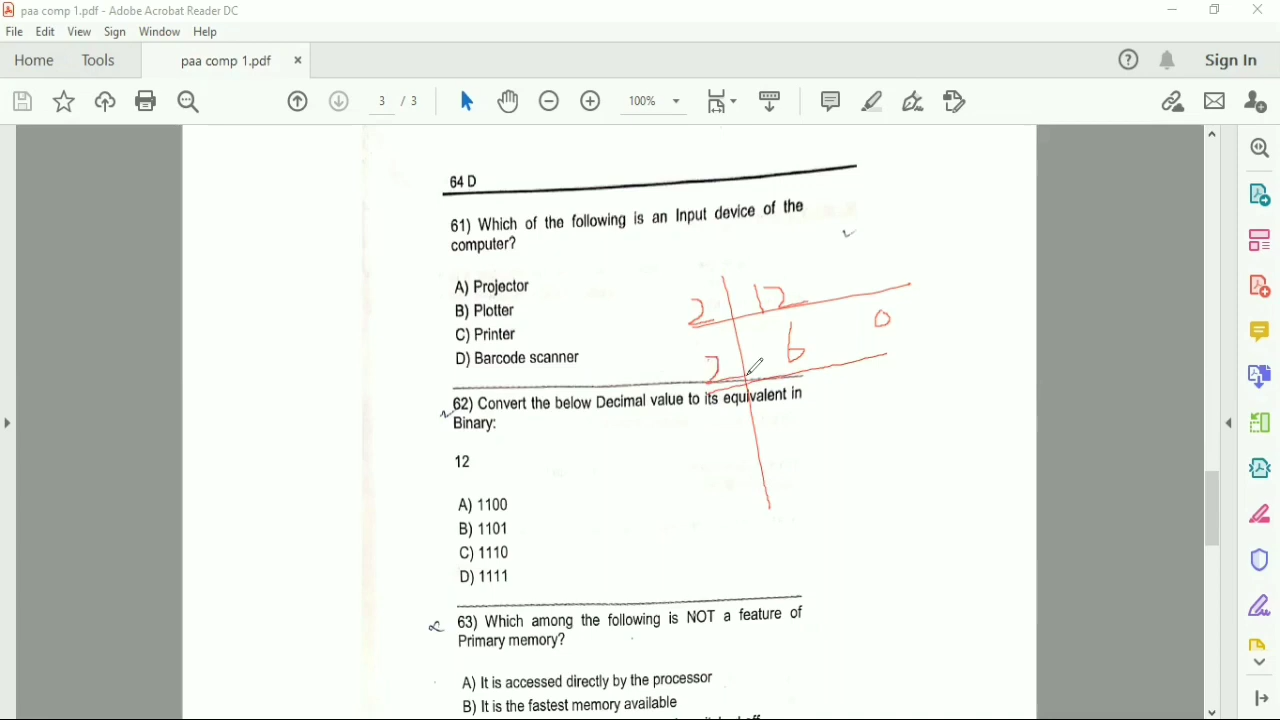 paa comp 1.pdf - Adobe Acrobat Reader DC
File Edit View Sign Window Help
Home Tools paa comp 1.pdf × Sign In
3 / 3 100%
64 D
61) Which of the following is an Input device of the
computer?
A) Projector
B) Plotter
C) Printer
D) Barcode scanner
2 12
6 0
2
62) Convert the below Decimal value to its equivalent in
Binary:
12
A) 1100
B) 1101
C) 1110
D) 1111
63) Which among the following is NOT a feature of
Primary memory?
A) It is accessed directly by the processor
B) It is the fastest memory available